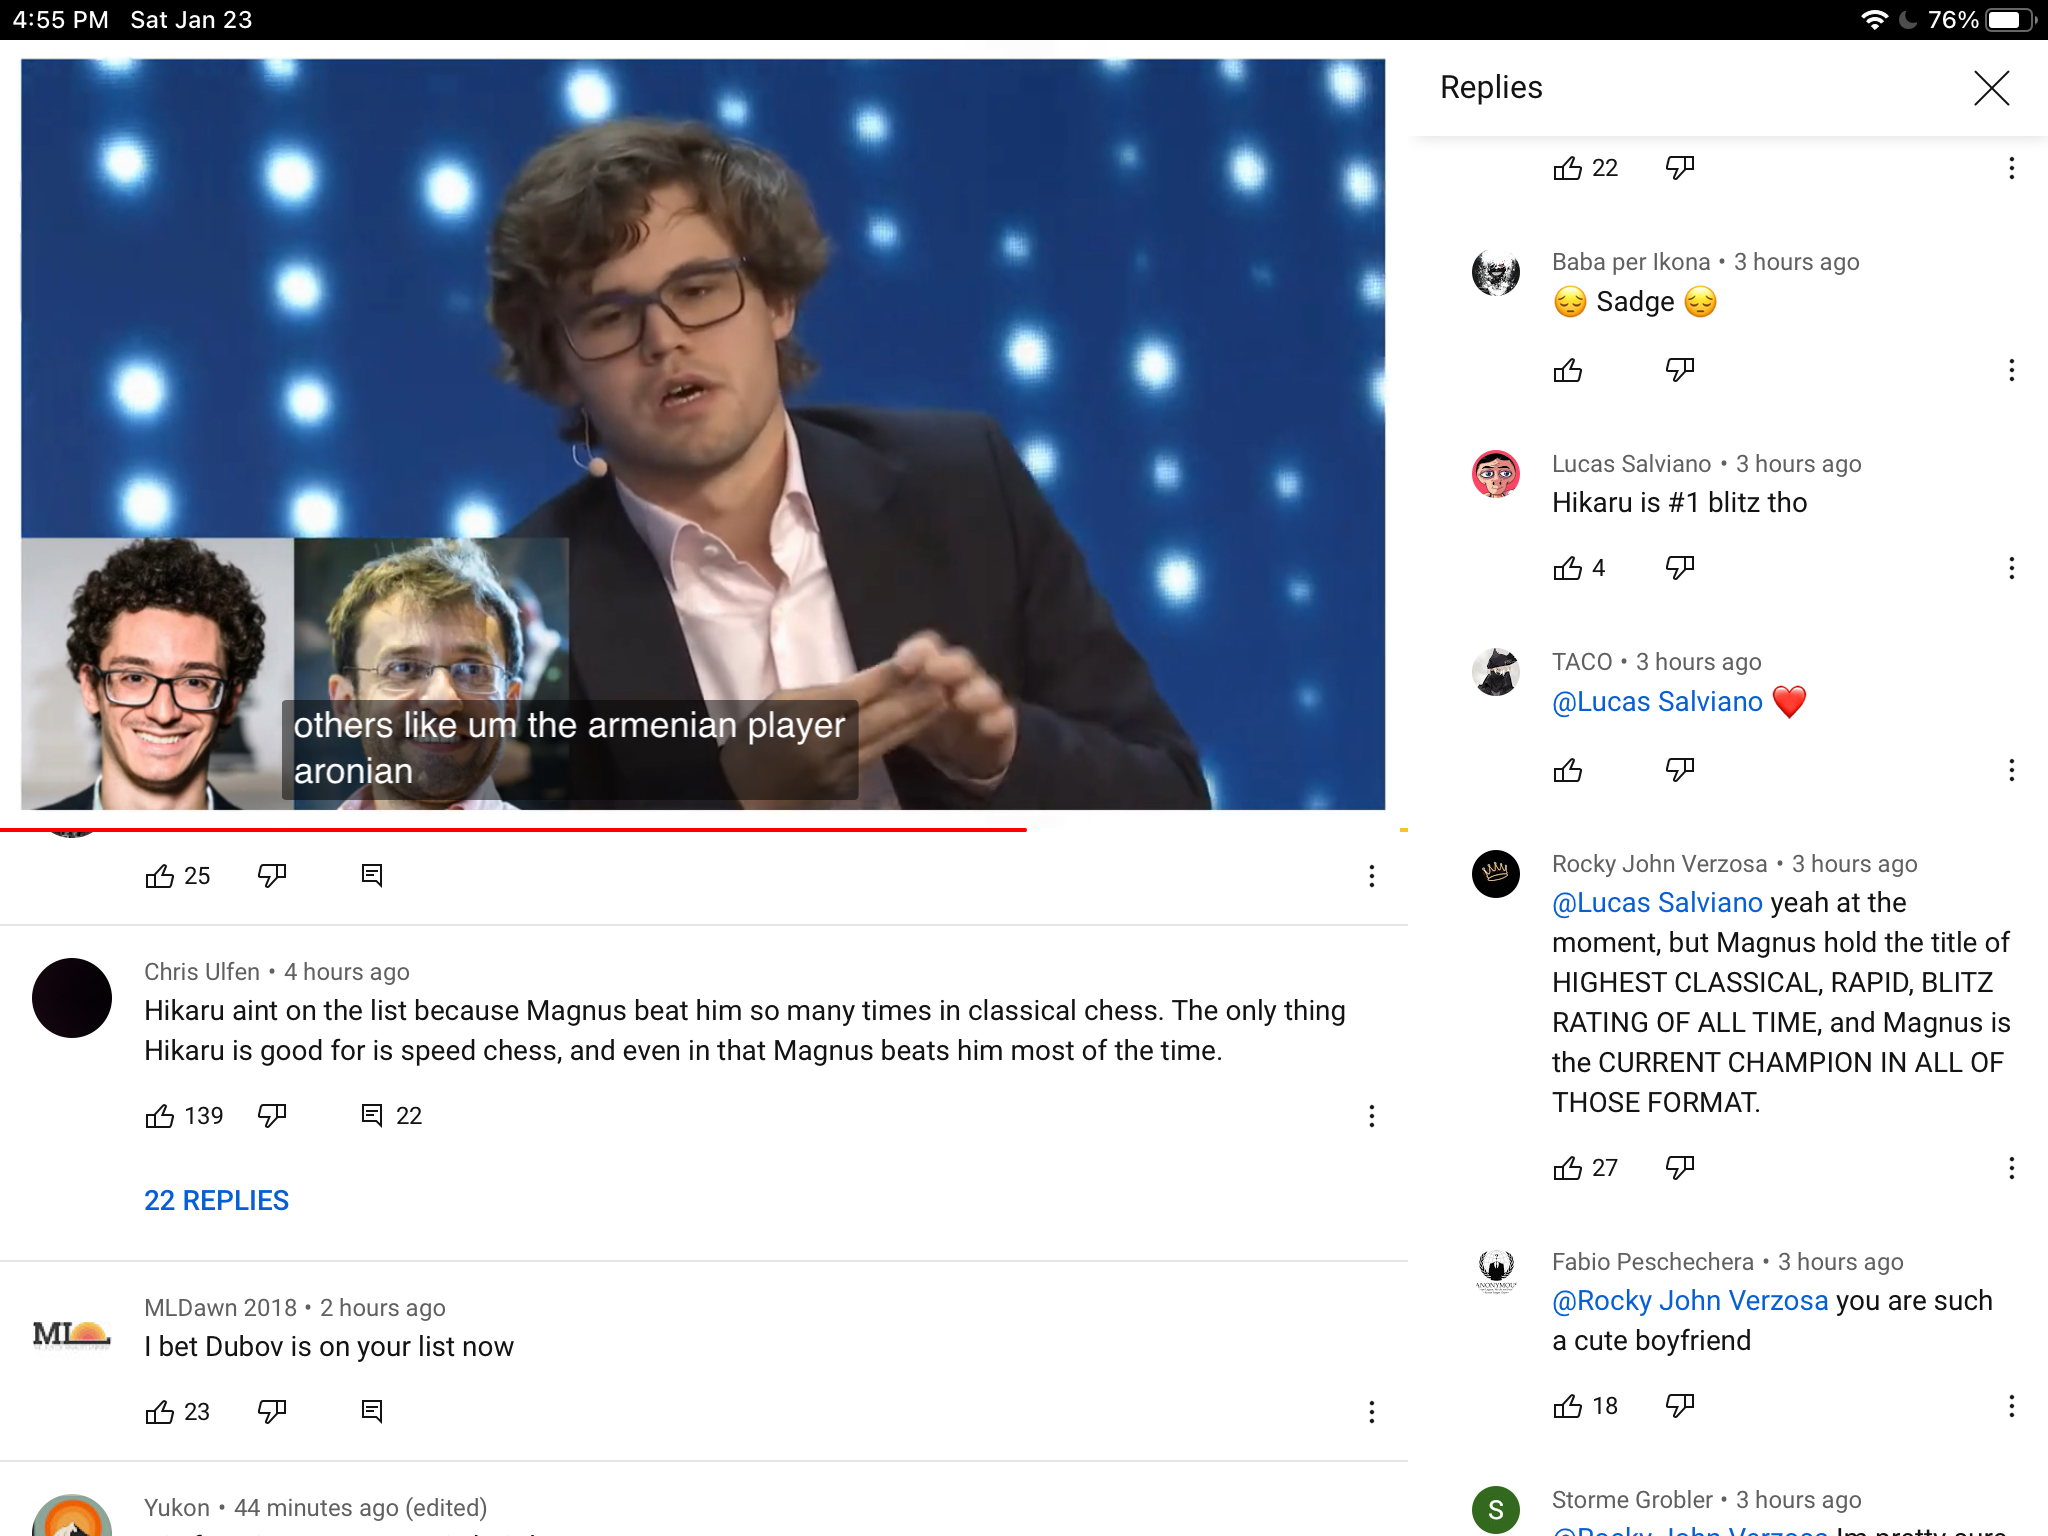 4:55 PM Sat Jan 23
76%
others like um the armenian player
aronian
25
Chris Ulfen • 4 hours ago
Hikaru aint on the list because Magnus beat him so many times in classical chess. The only thing
Hikaru is good for is speed chess, and even in that Magnus beats him most of the time.
139
22
22 REPLIES
MI
MLDawn 2018 • 2 hours ago
I bet Dubov is on your list now
23
Yukon • 44 minutes ago (edited)
Replies
22
Baba per Ikona • 3 hours ago
😔 Sadge 😔
Lucas Salviano • 3 hours ago
Hikaru is #1 blitz tho
4
TACO • 3 hours ago
@Lucas Salviano ❤️
Rocky John Verzosa • 3 hours ago
@Lucas Salviano yeah at the
moment, but Magnus hold the title of
HIGHEST CLASSICAL, RAPID, BLITZ
RATING OF ALL TIME, and Magnus is
the CURRENT CHAMPION IN ALL OF
THOSE FORMAT.
27
ANONYMOUS
Fabio Peschechera • 3 hours ago
@Rocky John Verzosa you are such
a cute boyfriend
18
S
Storme Grobler • 3 hours ago
@Rocky John Verzosa Im pretty sure